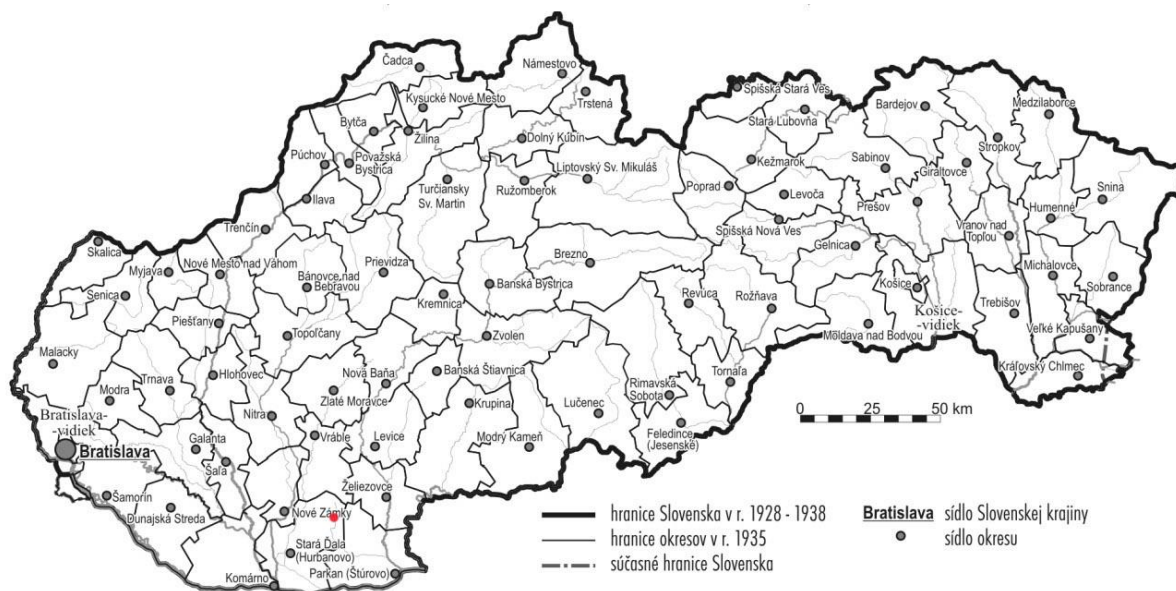 Čadca
Námestovo
Trstená
Kysucké Nové Mesto
Bytča
Žilina
Dolný Kubín
Púchov
Považská
Bystrica
Ilava
Turčiansky
Sv. Martin
Ružomberok
Liptovský Sv. Mikuláš
Spišská Stará Ves
Stará Ľubovňa
Bardejov
Medzilaborce
Stropkov
Kežmarok
Sabinov
Giraltovce
Poprad
Levoča
Prešov
Snina
Humenné
Spišská Nová Ves
Gelnica
Vranov nad
Topľou
Trenčín
Skalica
Myjava
Nové Mesto nad Váhom
Bánovce nad
Bebravou
Prievidza
Brezno
Banská Bystrica
Kremnica
Revúca
Rožňava
Košice
Košice-
-vidiek
Michalovce
Sobrance
Trebišov
Veľké Kapušany
Moldava nad Bodvou
Kráľovský Chlmec
Senica
Piešťany
Topoľčany
Zvolen
Malacky
Modra
Trnava
Hlohovec
Nová Baňa
Zlaté Moravce
Banská Štiavnica
Krupina
Lučenec
Rimavská
Sobota
Tornaľa
Feledince
(Jesenské)
Bratislava-
-vidiek
Bratislava
Nitra
Vráble
Levice
Modrý Kameň
Galanta
Šaľa
Želiezovce
Šamorín
Dunajská Streda
Nové Zámky
Stará Ďala
(Hurbanovo)
Komárno
Parkan (Štúrovo)
0 25 50 km
hranice Slovenska v r. 1928 - 1938
hranice okresov v r. 1935
súčasné hranice Slovenska
Bratislava sídlo Slovenskej krajiny
sídlo okresu